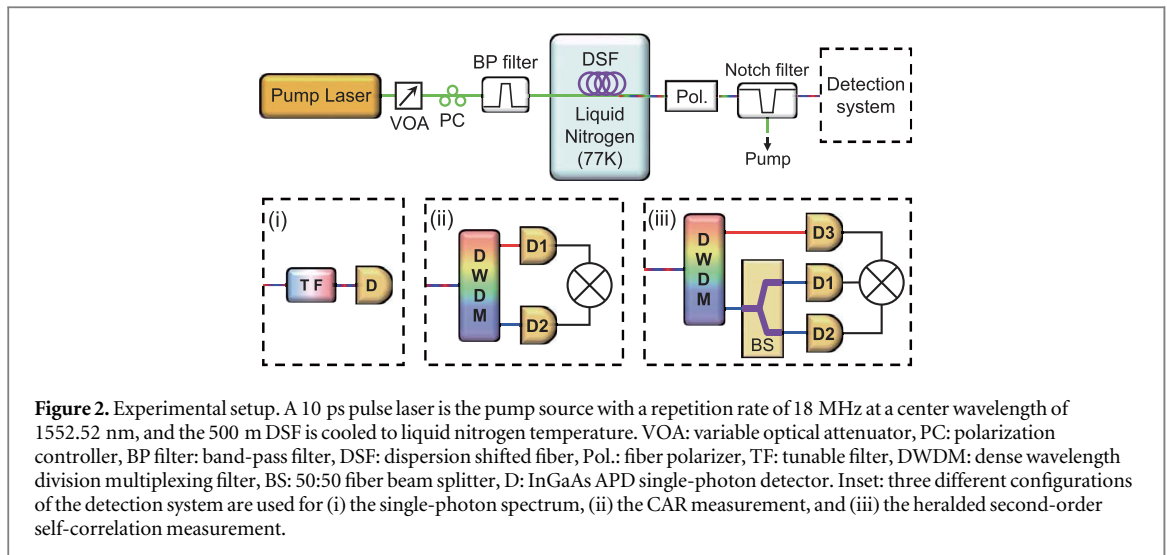 BP filter
DSF
Notch filter
Pump Laser
VOA
PC
Liquid
Nitrogen
(77K)
Pol.
Detection
system
Pump
(i)
T F
D
(ii)
D
W
D
M
D1
D2
(iii)
D
W
D
M
D3
D1
D2
BS
Figure 2. Experimental setup. A 10 ps pulse laser is the pump source with a repetition rate of 18 MHz at a center wavelength of
1552.52 nm, and the 500 m DSF is cooled to liquid nitrogen temperature. VOA: variable optical attenuator, PC: polarization
controller, BP filter: band-pass filter, DSF: dispersion shifted fiber, Pol.: fiber polarizer, TF: tunable filter, DWDM: dense wavelength
division multiplexing filter, BS: 50:50 fiber beam splitter, D: InGaAs APD single-photon detector. Inset: three different configurations
of the detection system are used for (i) the single-photon spectrum, (ii) the CAR measurement, and (iii) the heralded second-order
self-correlation measurement.